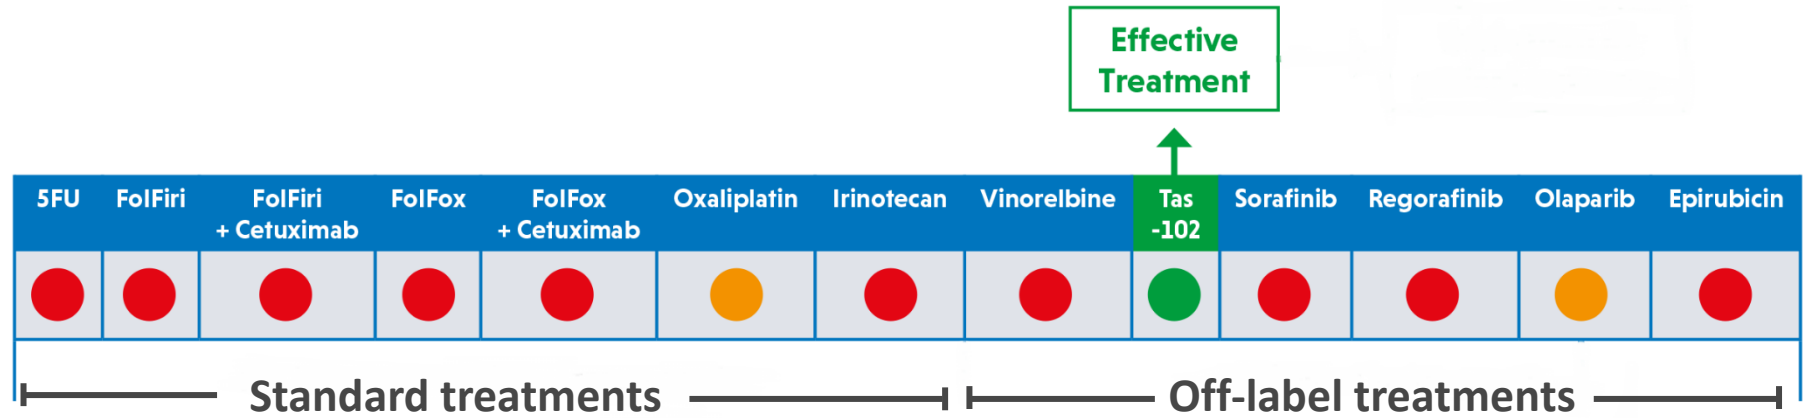 Effective
Treatment
5FU FolFiri FolFiri FolFox FolFox Oxaliplatin Irinotecan Vinorelbine Tas Sorafinib Regorafinib Olaparib Epirubicin
+ Cetuximab + Cetuximab -102
Standard treatments Off-label treatments